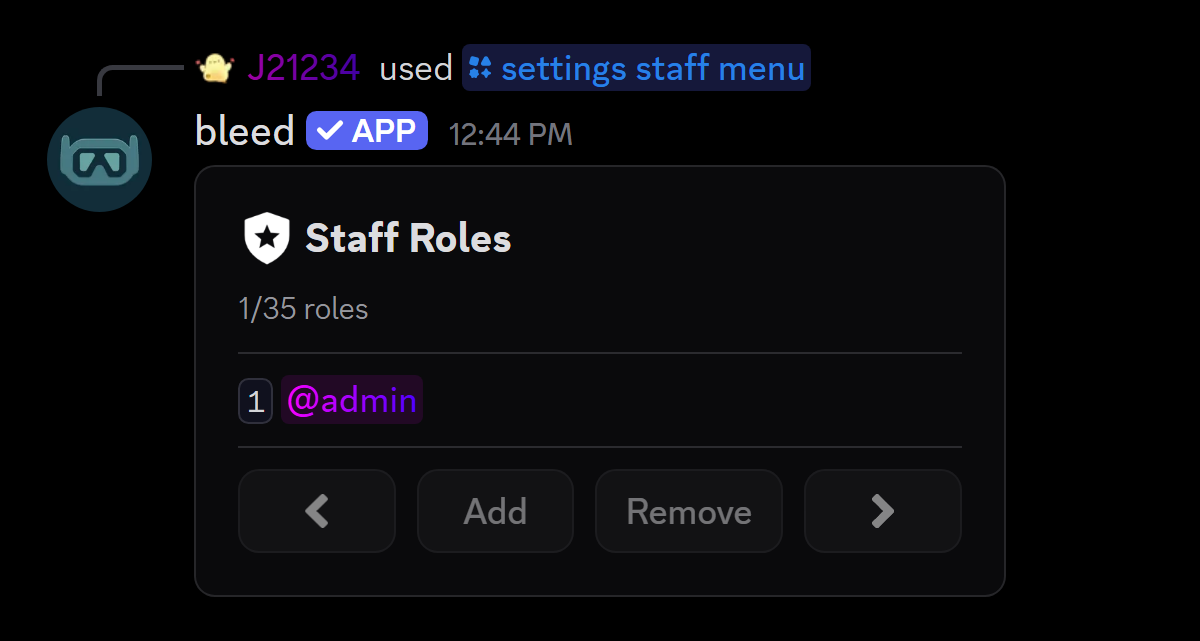 J21234 used settings staff menu
bleed APP 12:44 PM
Staff Roles
1/35 roles
1 @admin
Add Remove